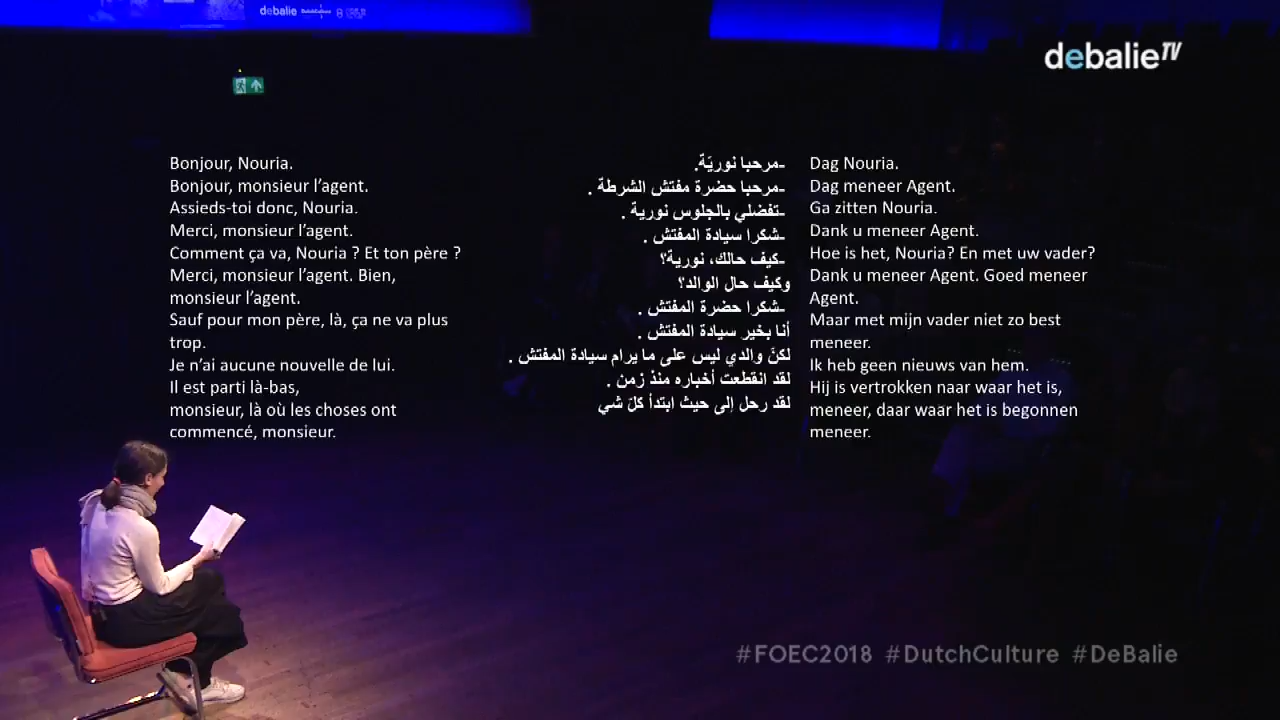 debalie DutchCulture
debalieTV
Bonjour, Nouria.
Bonjour, monsieur l’agent.
Assieds-toi donc, Nouria.
Merci, monsieur l’agent.
Comment ça va, Nouria ? Et ton père ?
Merci, monsieur l’agent. Bien,
monsieur l’agent.
Sauf pour mon père, là, ça ne va plus
trop.
Je n’ai aucune nouvelle de lui.
Il est parti là-bas,
monsieur, là où les choses ont
commencé, monsieur.
-مرحبا نوريّة.
-مرحبا حضرة مفتش الشرطة .
-تفضلي بالجلوس نورية .
-شكرا سيادة المفتش .
-كيف حالك، نورية؟
وكيف حال الوالد؟
-شكرا حضرة المفتش .
أنا بخير سيادة المفتش .
لكنّ والدي ليس على ما يرام سيادة المفتش .
لقد انقطعت أخباره منذ زمن .
لقد رحل إلى حيث ابتدأ كلّ شي
Dag Nouria.
Dag meneer Agent.
Ga zitten Nouria.
Dank u meneer Agent.
Hoe is het, Nouria? En met uw vader?
Dank u meneer Agent. Goed meneer
Agent.
Maar met mijn vader niet zo best
meneer.
Ik heb geen nieuws van hem.
Hij is vertrokken naar waar het is,
meneer, daar waar het is begonnen
meneer.
#FOEC2018 #DutchCulture #DeBalie